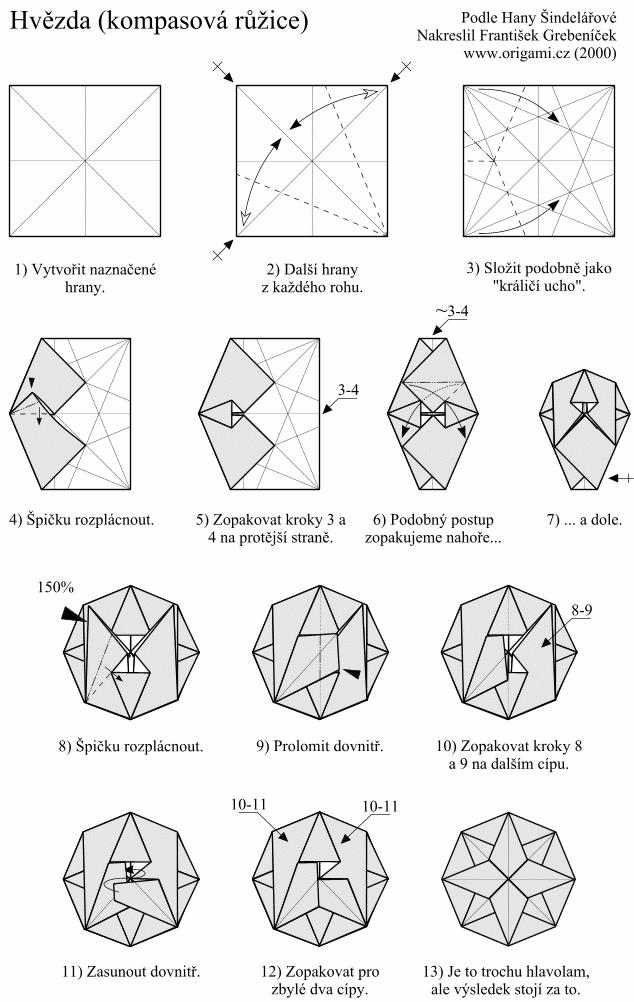 Hvězda (kompasová růžice)
Podle Hany Šindelářové
Nakreslil František Grebeníček
www.origami.cz (2000)
1) Vytvořit naznačené
hrany.
2) Další hrany
z každého rohu.
3) Složit podobně jako
"králičí ucho".
4) Špičku rozplácnout.
3-4
5) Zopakovat kroky 3 a
4 na protější straně.
~3-4
6) Podobný postup
zopakujeme nahoře...
7) ... a dole.
150%
8) Špičku rozplácnout.
9) Prolomit dovnitř.
8-9
10) Zopakovat kroky 8
a 9 na dalším cípu.
11) Zasunout dovnitř.
10-11
10-11
12) Zopakovat pro
zbylé dva cípy.
13) Je to trochu hlavolam,
ale výsledek stojí za to.